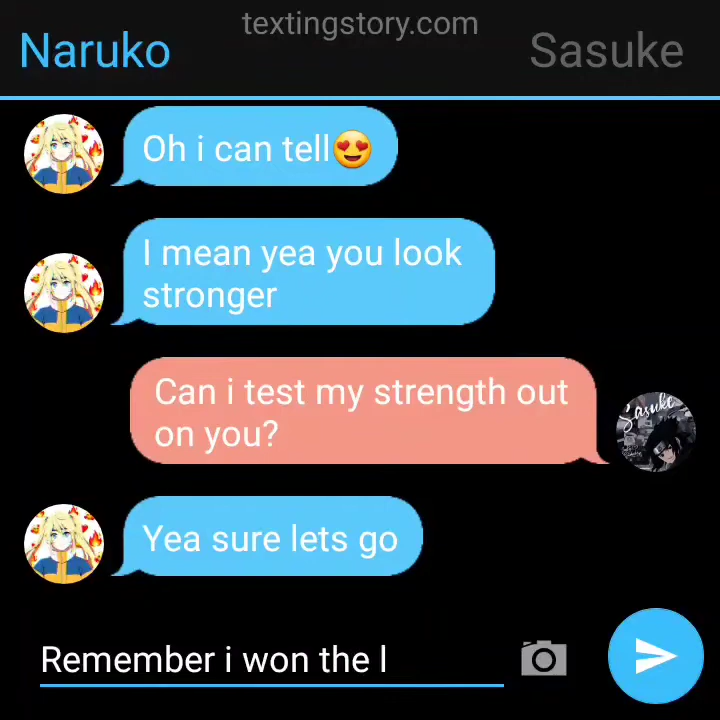 textingstory.com
Naruko
Sasuke
Oh i can tell😍
I mean yea you look
stronger
Can i test my strength out
on you?
Sasuke
Yea sure lets go
Remember i won the l